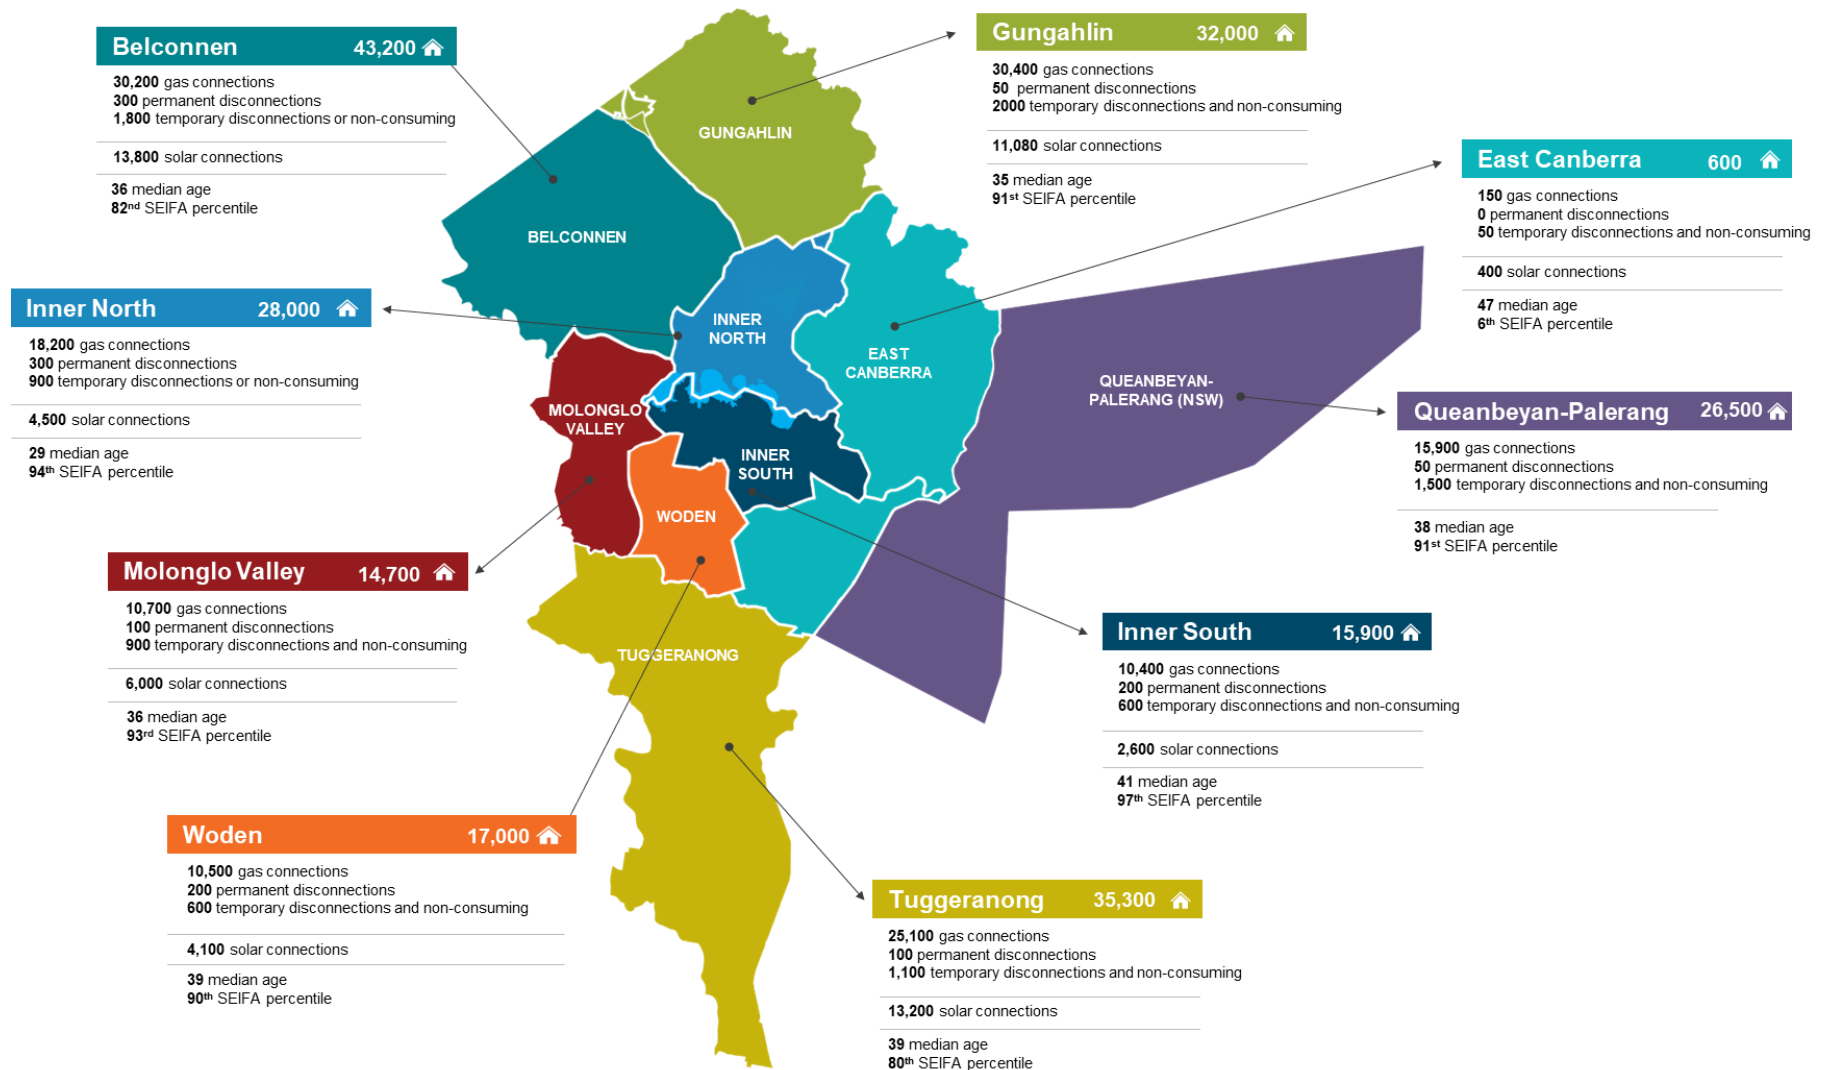 Belconnen 43,200
30,200 gas connections
300 permanent disconnections
1,800 temporary disconnections or non-consuming
13,800 solar connections
36 median age
82nd SEIFA percentile
Gungahlin 32,000
30,400 gas connections
50 permanent disconnections
2000 temporary disconnections and non-consuming
11,080 solar connections
35 median age
91st SEIFA percentile
East Canberra 600
150 gas connections
0 permanent disconnections
50 temporary disconnections and non-consuming
400 solar connections
47 median age
6th SEIFA percentile
Inner North 28,000
18,200 gas connections
300 permanent disconnections
900 temporary disconnections or non-consuming
4,500 solar connections
29 median age
94th SEIFA percentile
GUNGAHLIN
BELCONNEN
INNER
NORTH
EAST
CANBERRA
QUEANBEYAN-
PALERANG (NSW)
MOLONGLO
VALLEY
INNER
SOUTH
WODEN
TUGGERANONG
Queanbeyan-Palerang 26,500
15,900 gas connections
50 permanent disconnections
1,500 temporary disconnections and non-consuming
38 median age
91st SEIFA percentile
Molonglo Valley 14,700
10,700 gas connections
100 permanent disconnections
900 temporary disconnections and non-consuming
6,000 solar connections
36 median age
93rd SEIFA percentile
Inner South 15,900
10,400 gas connections
200 permanent disconnections
600 temporary disconnections and non-consuming
2,600 solar connections
41 median age
97th SEIFA percentile
Woden 17,000
10,500 gas connections
200 permanent disconnections
600 temporary disconnections and non-consuming
4,100 solar connections
39 median age
90th SEIFA percentile
Tuggeranong 35,300
25,100 gas connections
100 permanent disconnections
1,100 temporary disconnections and non-consuming
13,200 solar connections
39 median age
80th SEIFA percentile